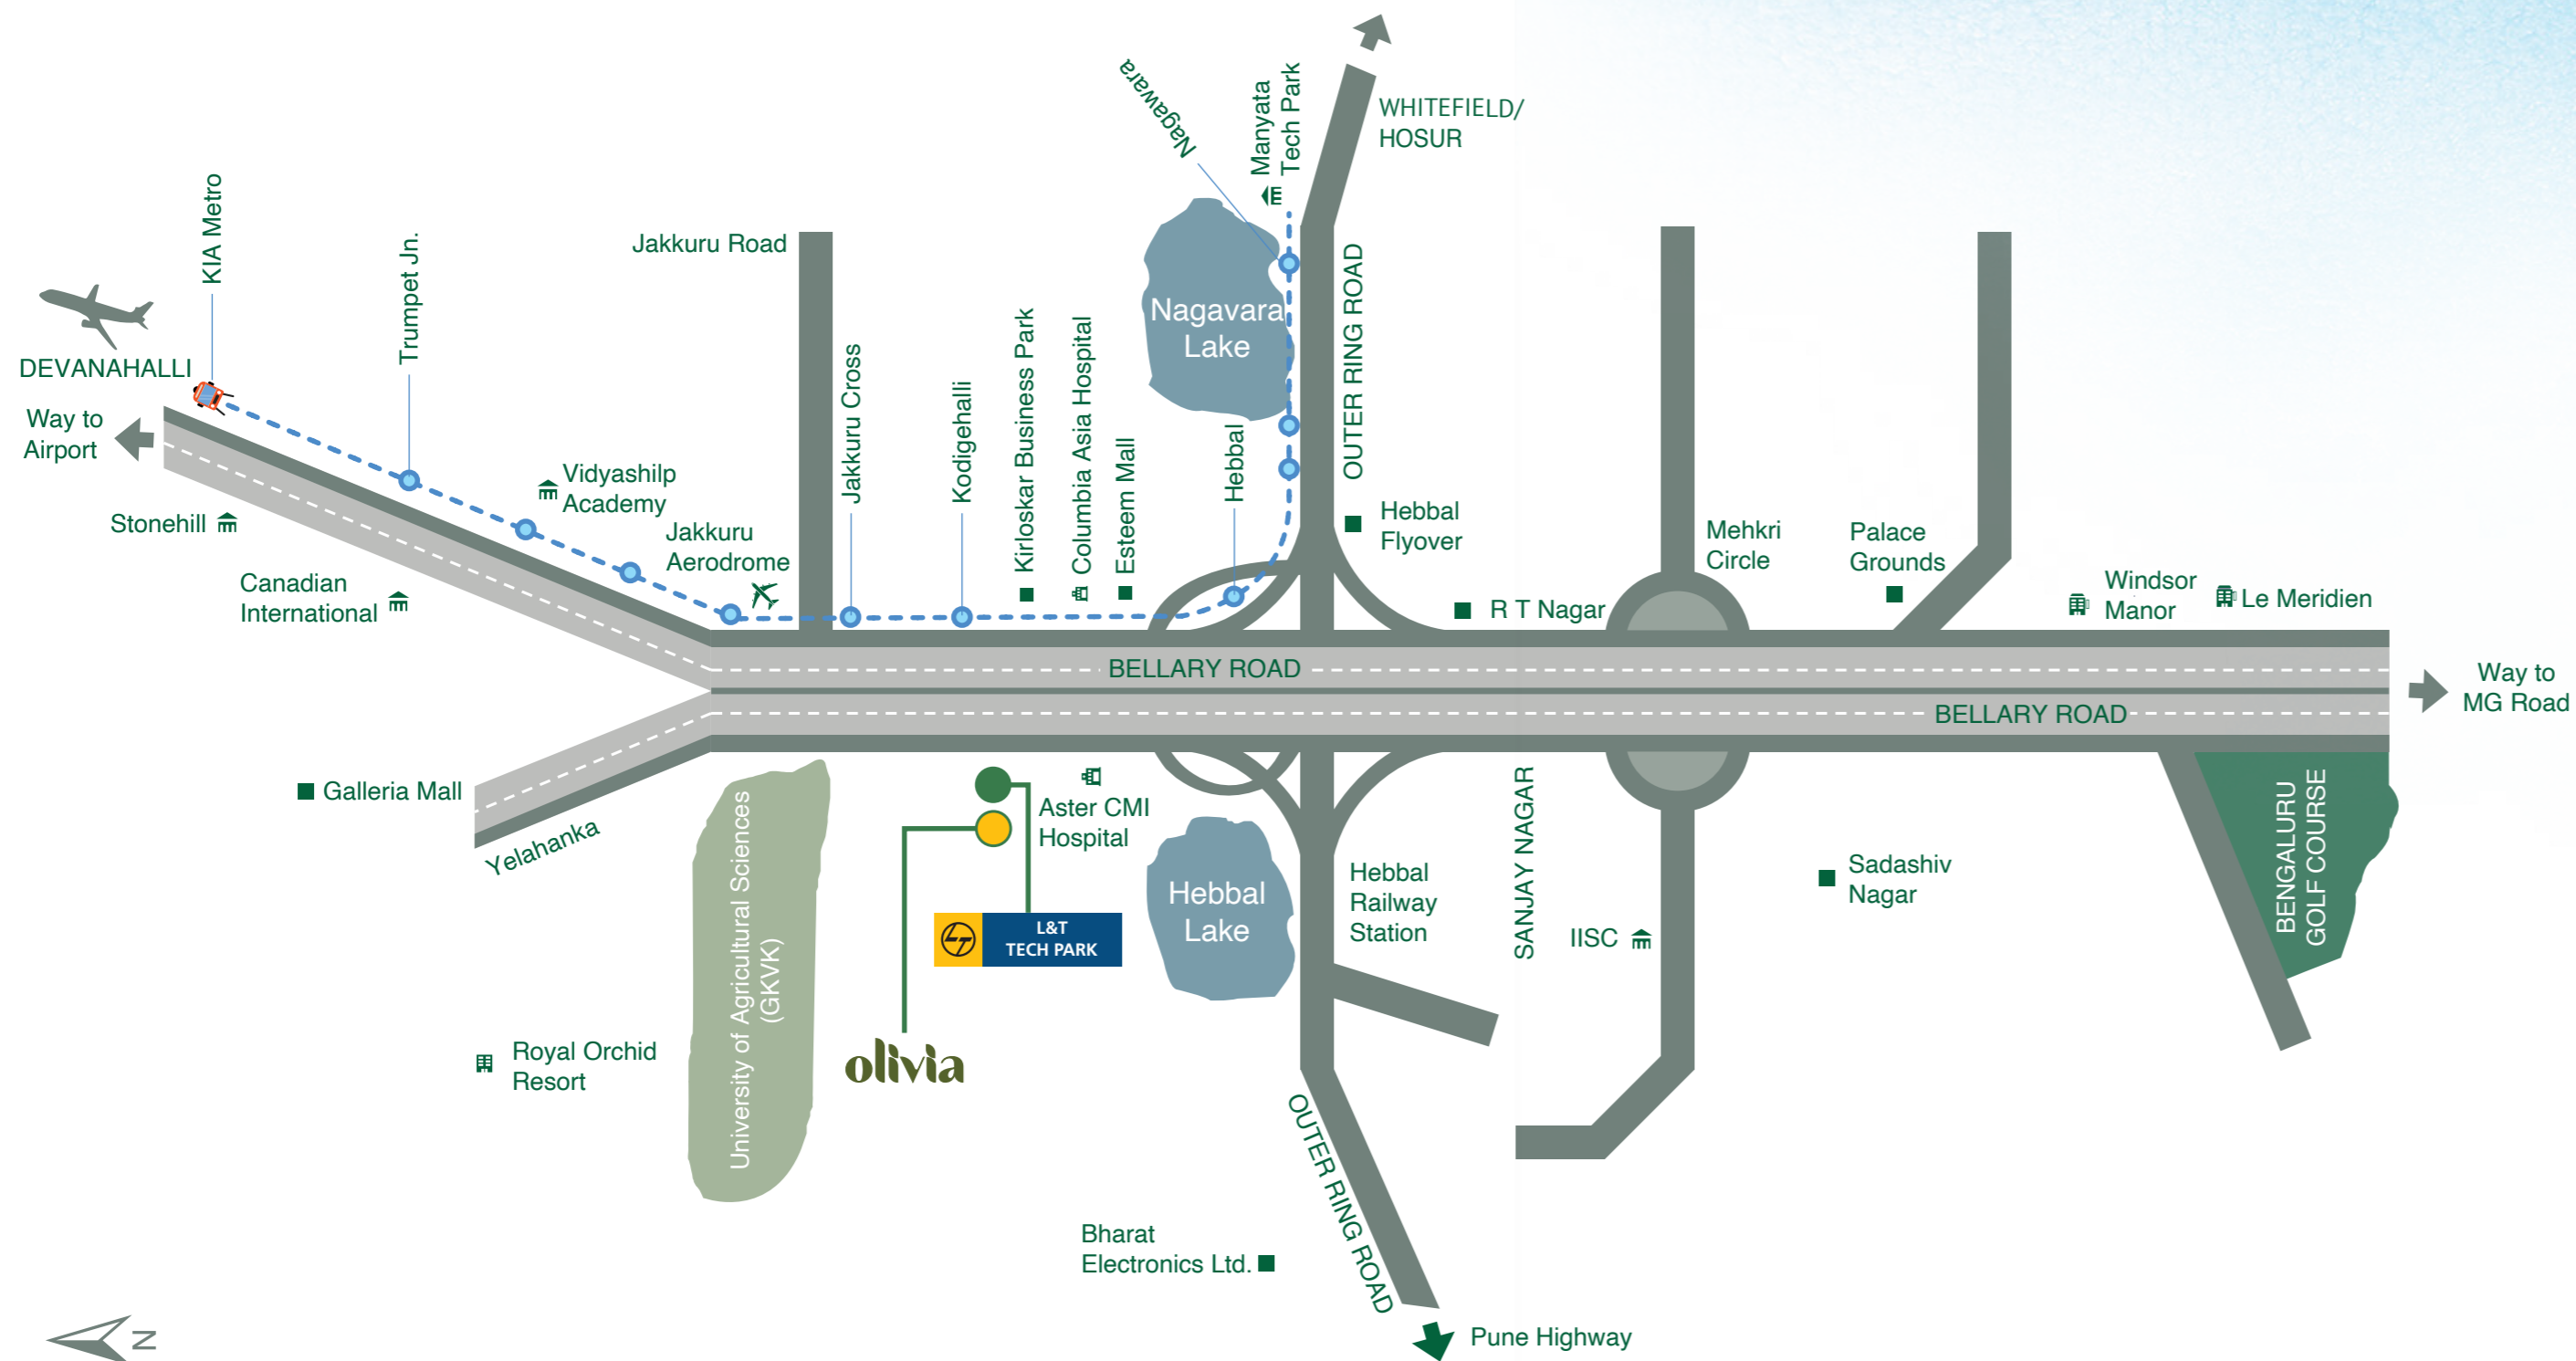 Nagawara
Manyata
Tech Park
WHITEFIELD/
HOSUR
KIA Metro
Trumpet Jn.
Jakkuru Road
DEVANAHALLI
Way to
Airport
Stonehill
Canadian
International
Vidyashilp
Academy
Jakkuru
Aerodrome
Jakkuru Cross
Kodigehalli
Kirloskar Business Park
Columbia Asia Hospital
Esteem Mall
Nagavara
Lake
Hebbal
OUTER RING ROAD
Hebbal
Flyover
R T Nagar
Mehkri
Circle
Palace
Grounds
Windsor
Manor
Le Meridien
BELLARY ROAD
BELLARY ROAD
Way to
MG Road
Galleria Mall
Yelahanka
University of Agricultural Sciences
(GKVK)
Aster CMI
Hospital
L&T
TECH PARK
olivia
Hebbal
Lake
Hebbal
Railway
Station
SANJAY NAGAR
IISC
Sadashiv
Nagar
BENGALURU
GOLF COURSE
Royal Orchid
Resort
Bharat
Electronics Ltd.
OUTER RING ROAD
Pune Highway
N